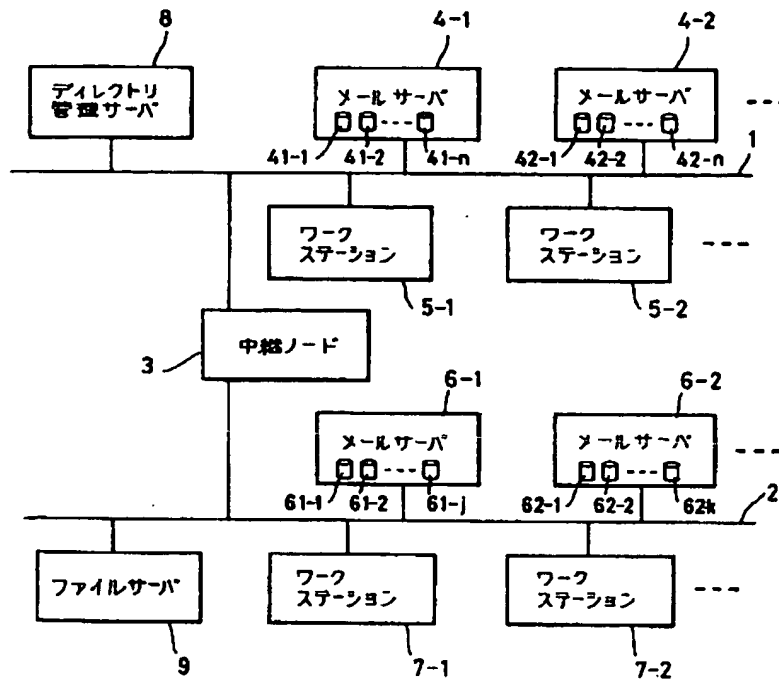 8
4-1
4-2
ディレクトリ
管理サーバ
メールサーバ
メールサーバ
41-1
41-2
41-n
42-1
42-2
42-n
1
ワーク
ステーション
ワーク
ステーション
5-1
5-2
3
中継ノード
6-1
6-2
メールサーバ
メールサーバ
61-1
61-2
61-j
62-1
62-2
62k
2
ファイルサーバ
ワーク
ステーション
ワーク
ステーション
9
7-1
7-2